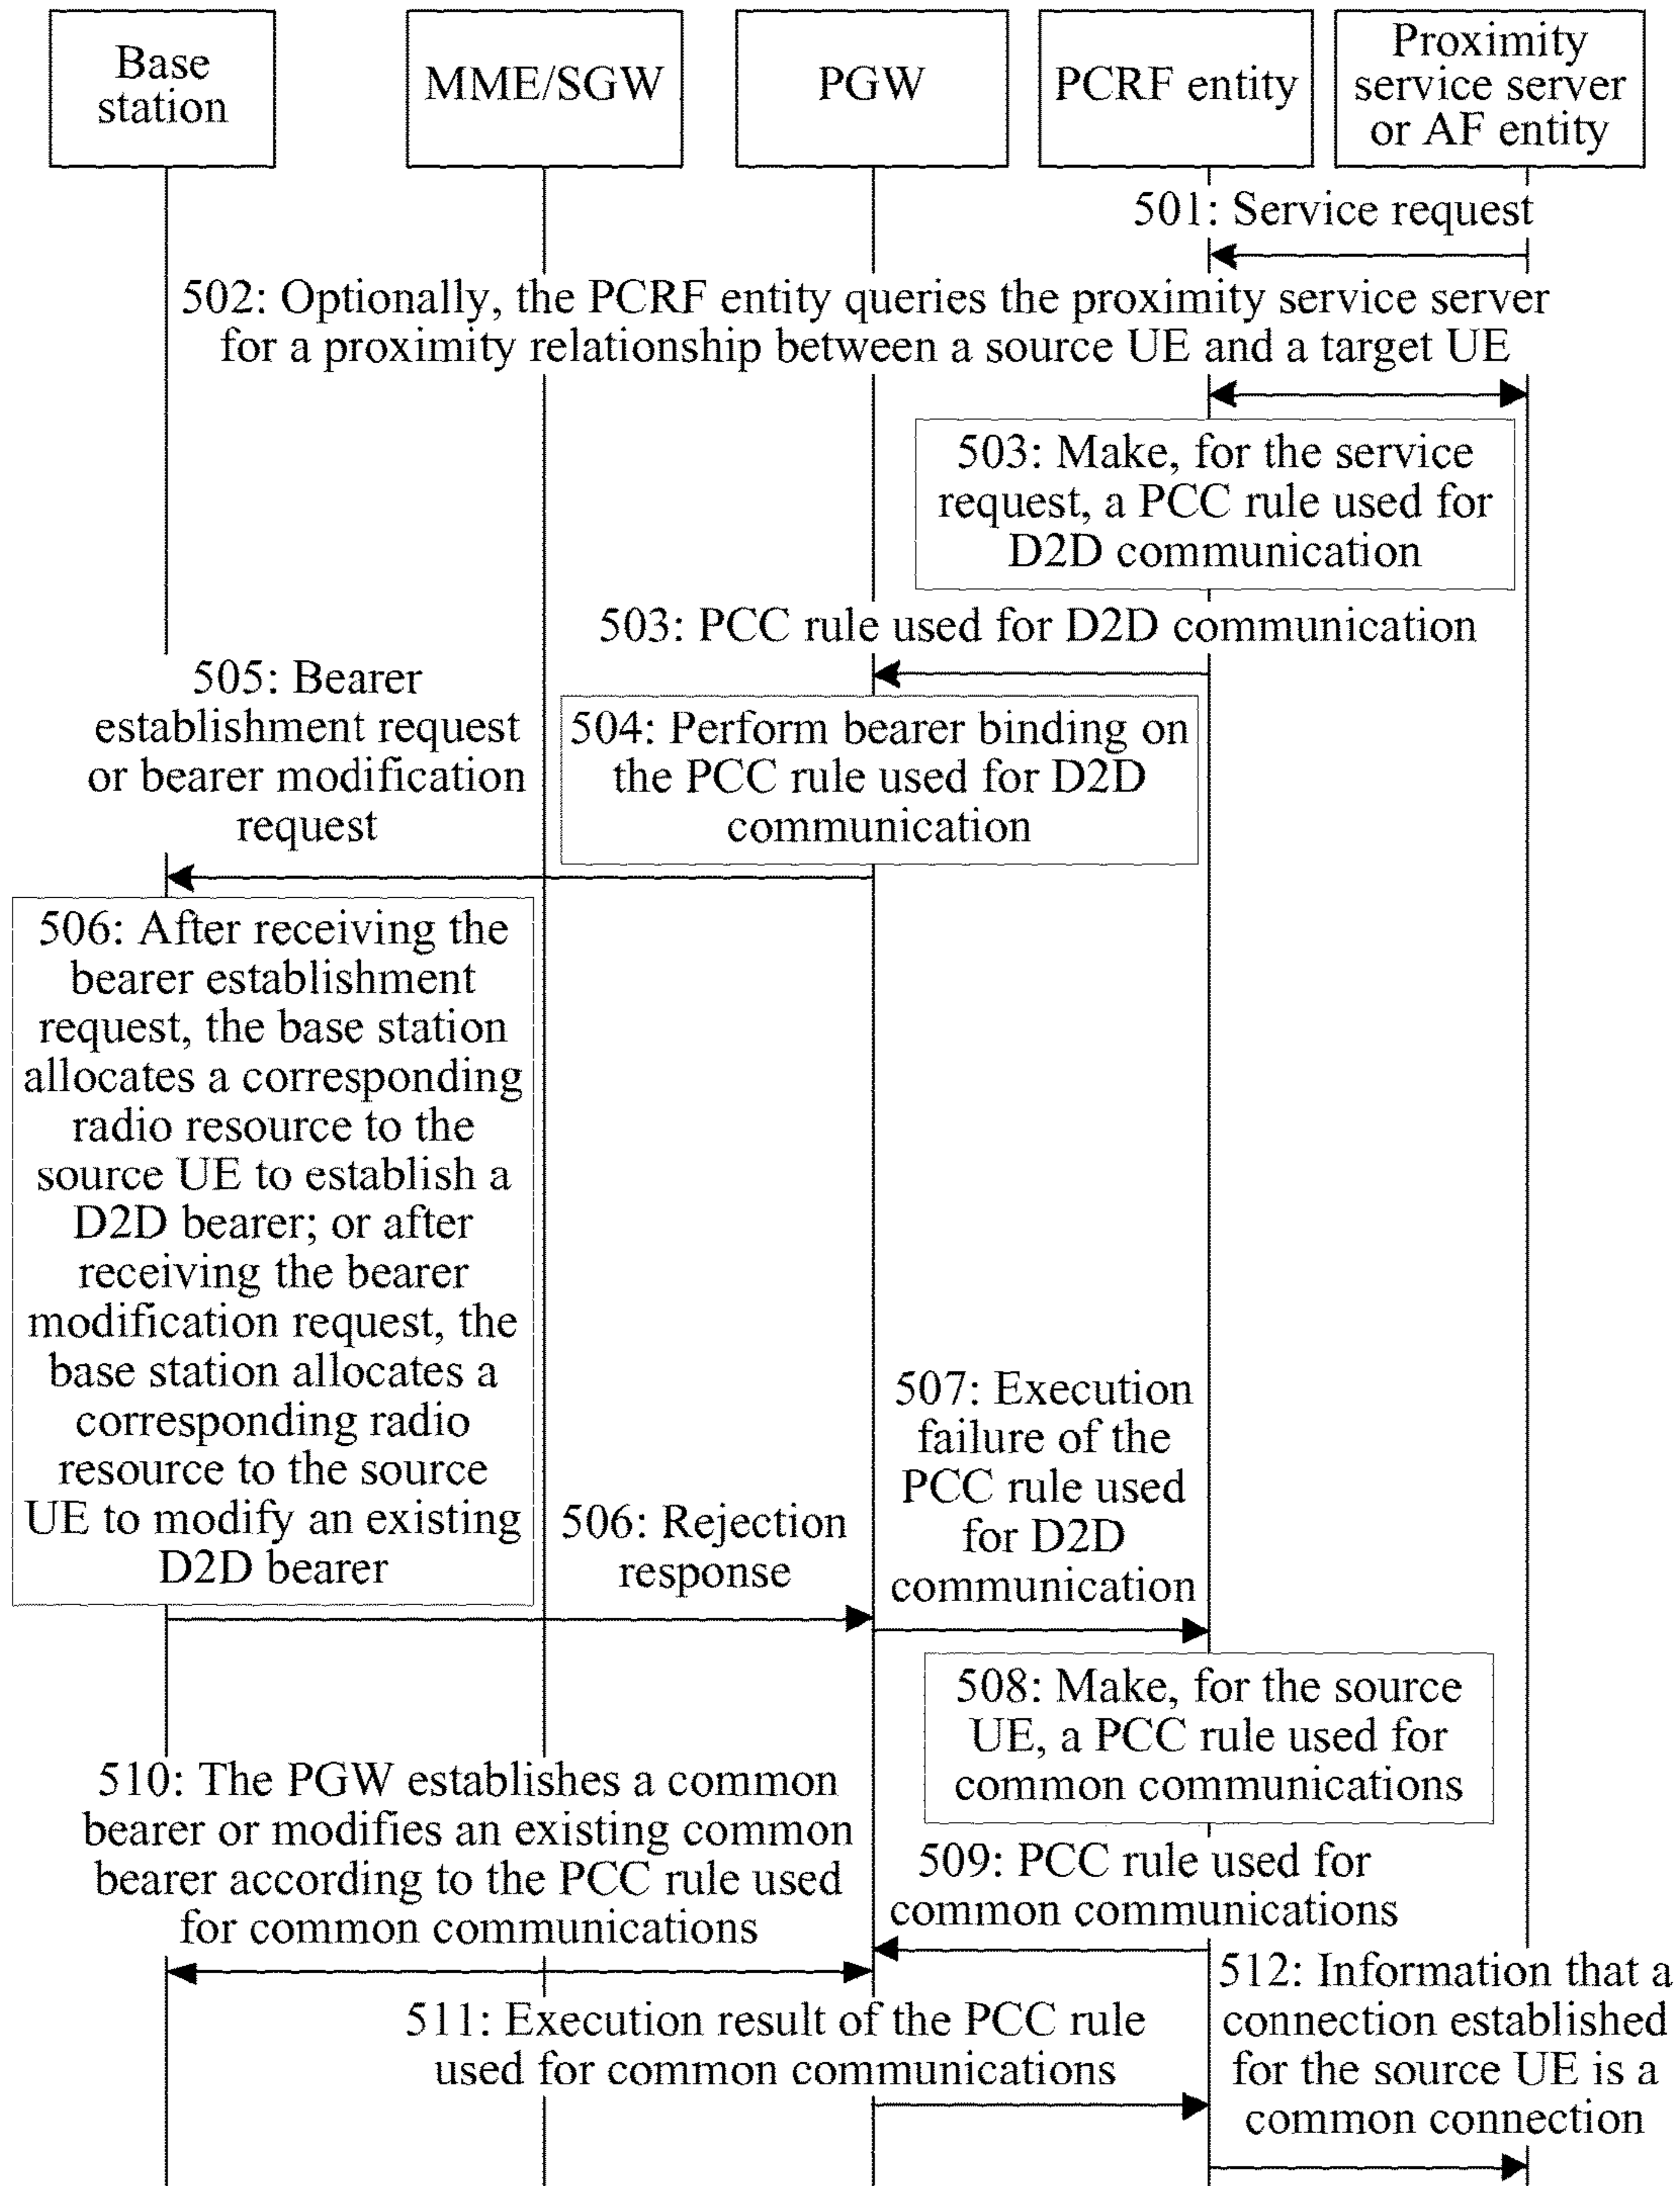 Base
station
MME/SGW
PGW
PCRF entity
Proximity
service server
or AF entity
501: Service request
502: Optionally, the PCRF entity queries the proximity service server
for a proximity relationship between a source UE and a target UE
503: Make, for the service
request, a PCC rule used for
D2D communication
503: PCC rule used for D2D communication
505: Bearer
establishment request
or bearer modification
request
504: Perform bearer binding on
the PCC rule used for D2D
communication
506: After receiving the
bearer establishment
request, the base station
allocates a corresponding
radio resource to the
source UE to establish a
D2D bearer; or after
receiving the bearer
modification request, the
base station allocates a
corresponding radio
resource to the source
UE to modify an existing
D2D bearer
506: Rejection
response
507: Execution
failure of the
PCC rule used
for D2D
communication
508: Make, for the source
UE, a PCC rule used for
common communications
510: The PGW establishes a common
bearer or modifies an existing common
bearer according to the PCC rule used
for common communications
509: PCC rule used for
common communications
511: Execution result of the PCC rule
used for common communications
512: Information that a
connection established
for the source UE is a
common connection